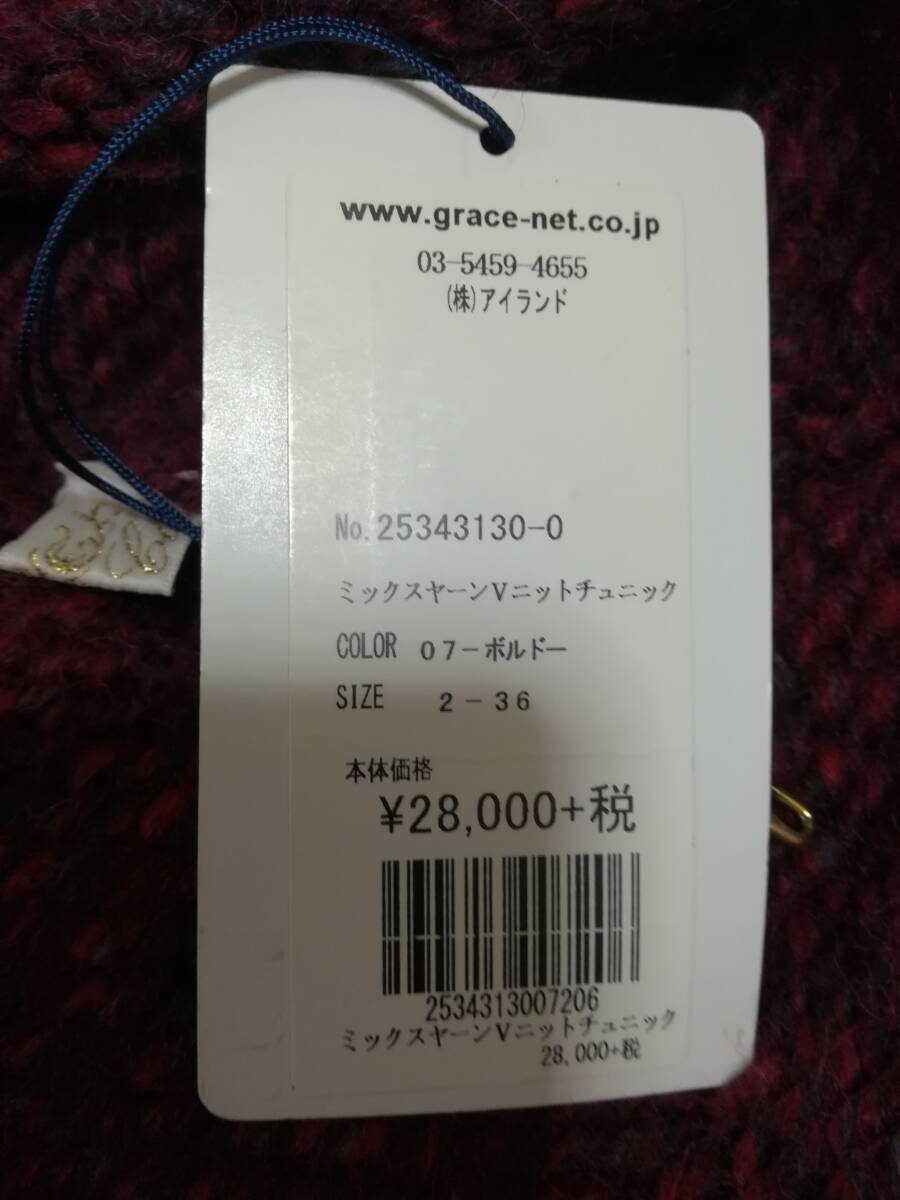 www.grace-net.co.jp
03-5459-4655
(株)アイランド
No.25343130-0
ミックスヤーンVニットチュニック
COLOR 07-ボルドー
SIZE 2-36
本体価格
¥28,000+税
2534313007206
ミックスヤーンVニットチュニック
28,000+税